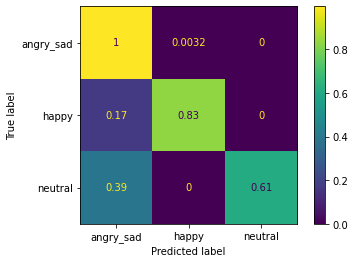 angry_sad 1 0.0032 0
happy 0.17 0.83 0
neutral 0.39 0 0.61
angry_sad happy neutral
Predicted label
True label
0.8
0.6
0.4
0.2
0.0